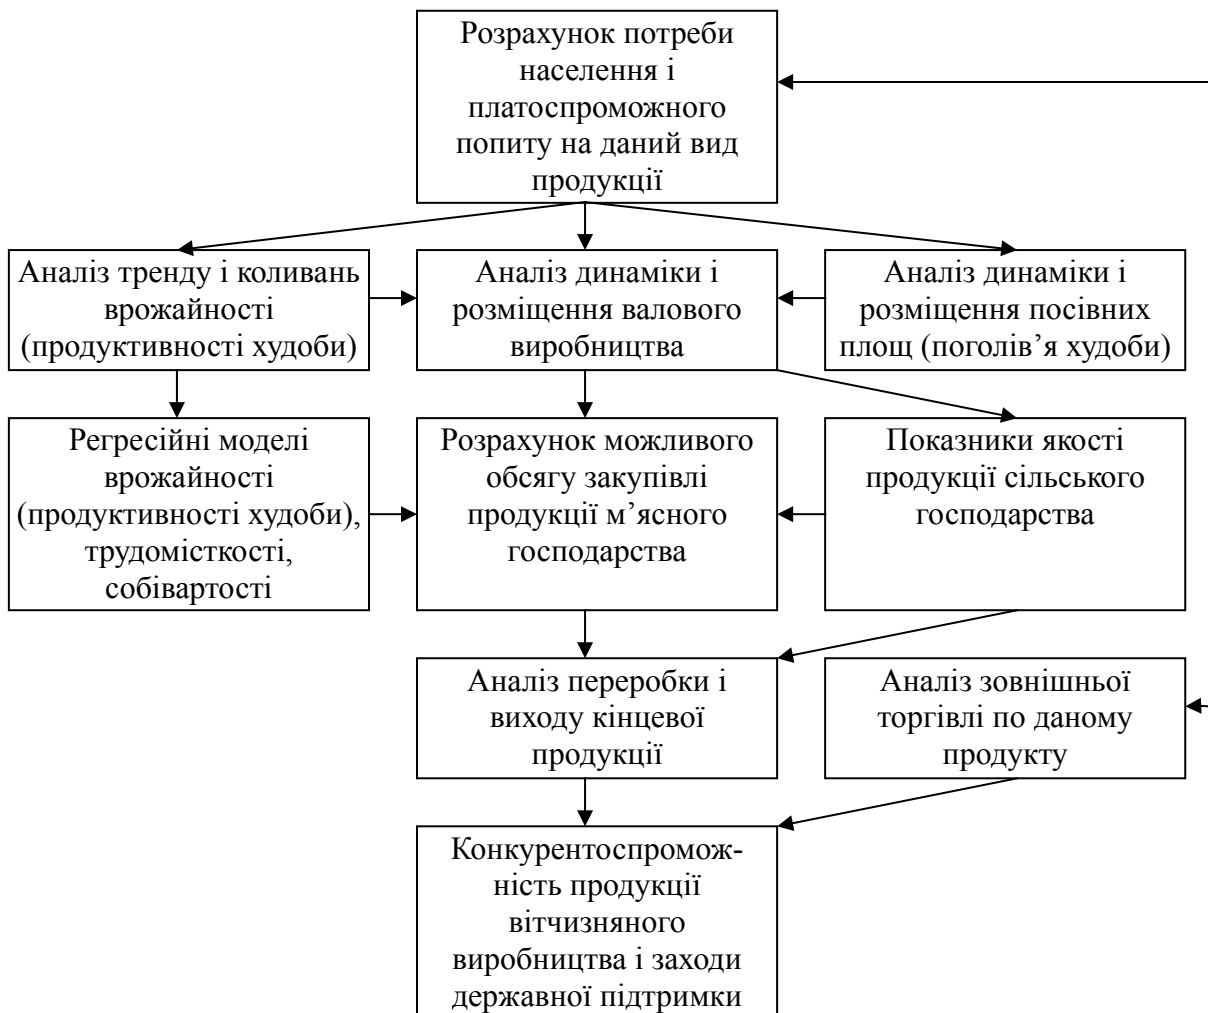 Розрахунок потреби
населення і
платоспроможного
попиту на даний вид
продукції
Аналіз тренду і коливань
врожайності
(продуктивності худоби)
Аналіз динаміки і
розміщення валового
виробництва
Аналіз динаміки і
розміщення посівних
площ (поголів’я худоби)
Регресійні моделі
врожайності
(продуктивності худоби),
трудомісткості,
собівартості
Розрахунок можливого
обсягу закупівлі
продукції м’ясного
господарства
Показники якості
продукції сільського
господарства
Аналіз переробки і
виходу кінцевої
продукції
Аналіз зовнішньої
торгівлі по даному
продукту
Конкурентоспромож-
ність продукції
вітчизняного
виробництва і заходи
державної підтримки